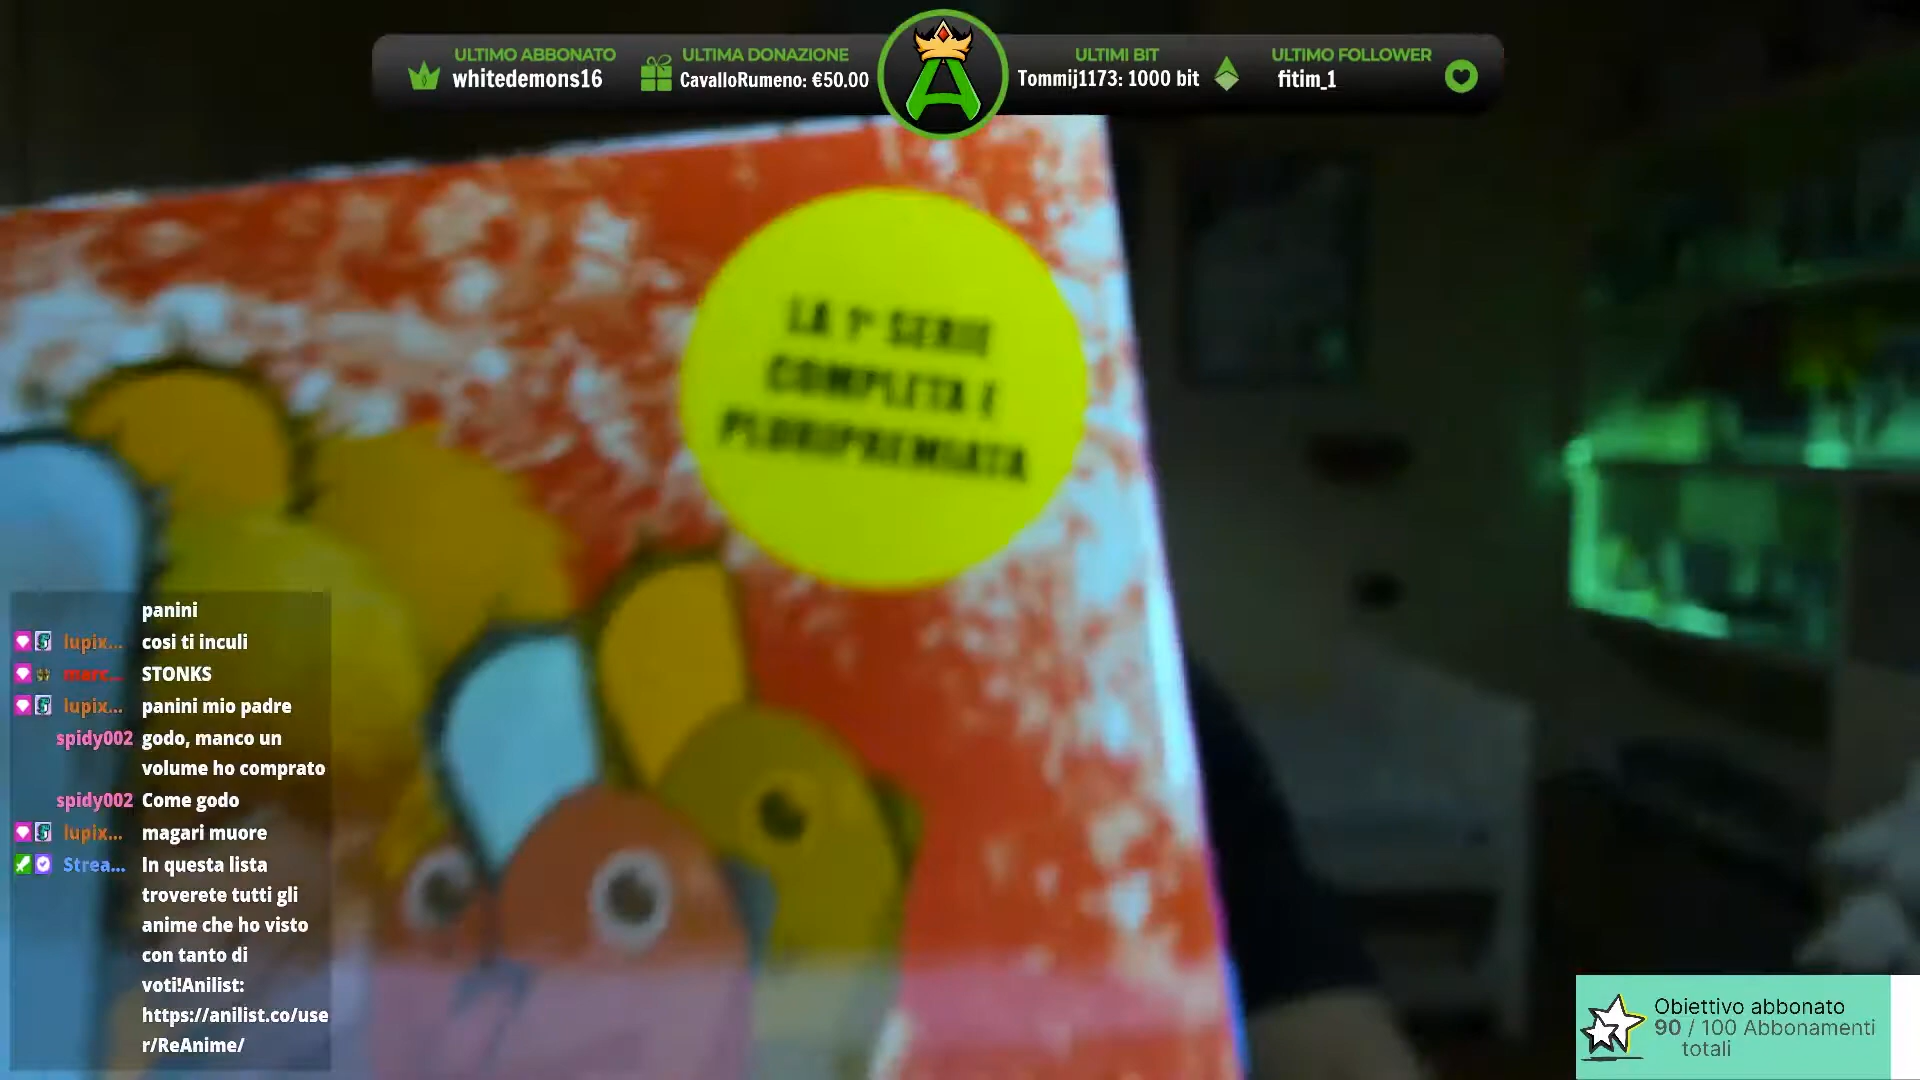 ULTIMO ABBONATO
whitedemons16
ULTIMA DONAZIONE
CavalloRumeno: €50.00
ULTIMI BIT
Tommij1173: 1000 bit
ULTIMO FOLLOWER
fitim_1
LA 1ª SERIE
COMPLETA E
PLURIPREMIATA
panini
lupix... cosi ti inculi
marc... STONKS
lupix... panini mio padre
spidy002 godo, manco un
volume ho comprato
spidy002 Come godo
lupix... magari muore
Strea... In questa lista
troverete tutti gli
anime che ho visto
con tanto di
voti!Anilist:
https://anilist.co/use
r/ReAnime/
Obiettivo abbonato
90 / 100 Abbonamenti
totali